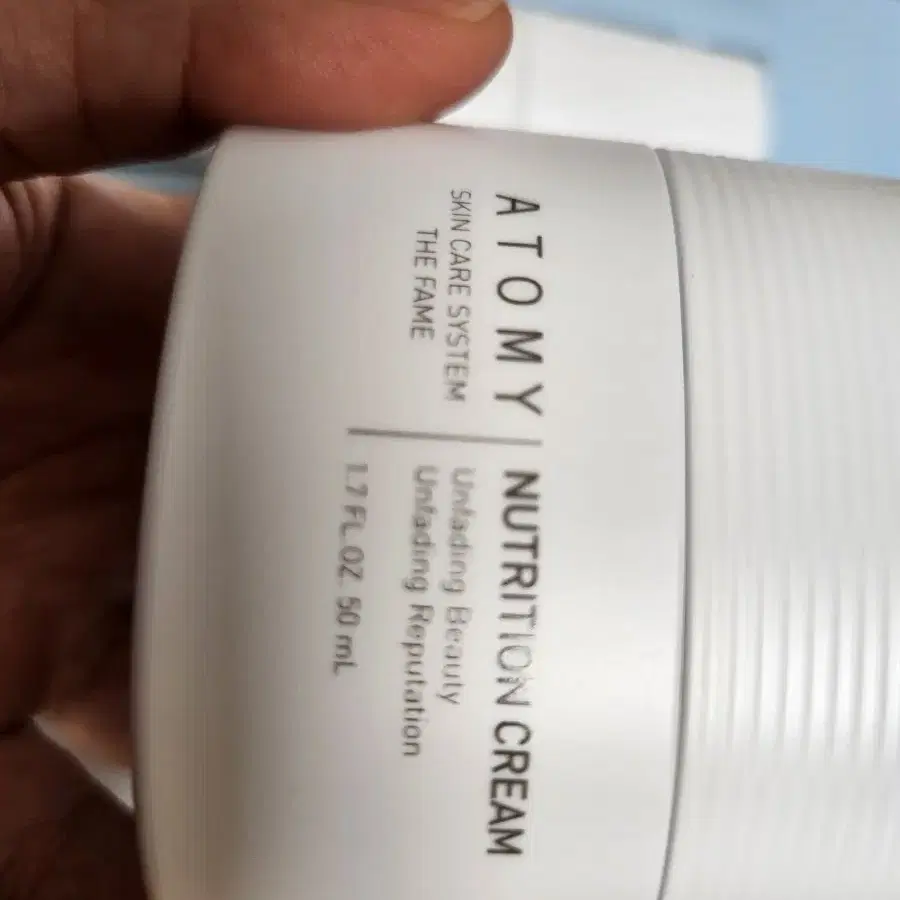 ATOMY
SKIN CARE SYSTEM
THE FAME
NUTRITION CREAM
Unfading Beauty
Unfading Reputation
1.7 FL.OZ. 50 mL